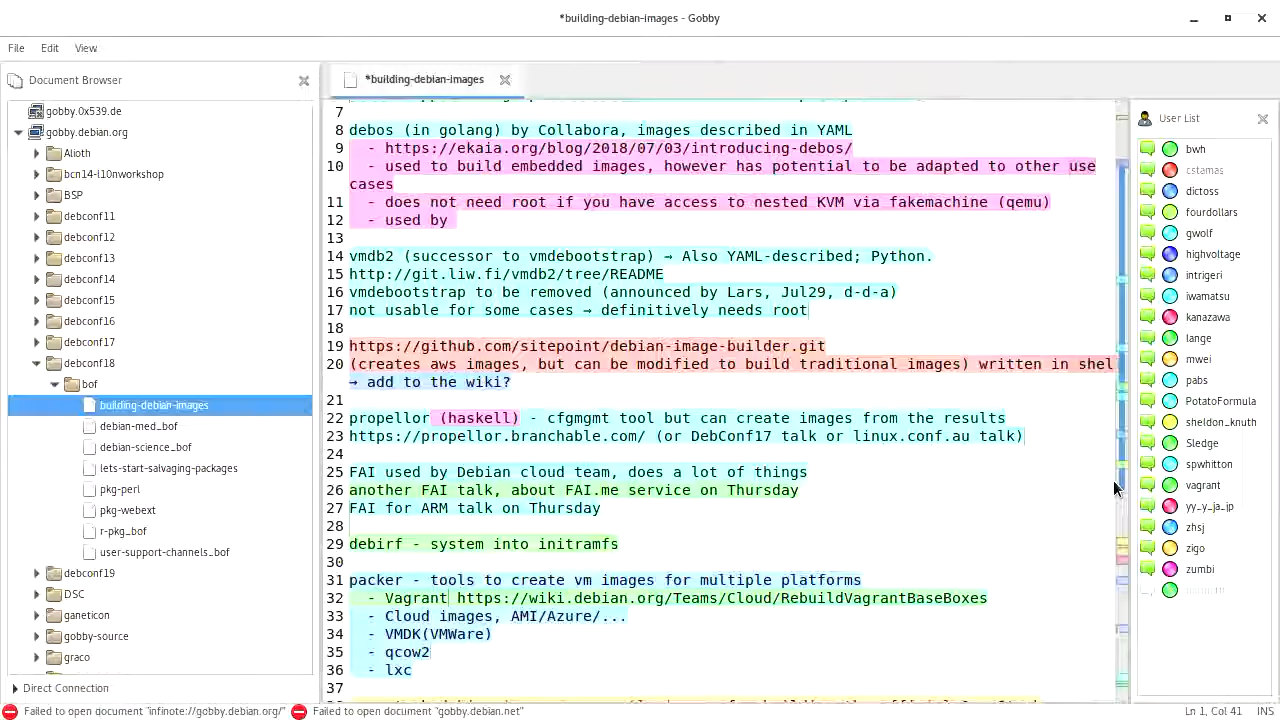 *building-debian-images - Gobby
File Edit View
Document Browser
gobby.0x539.de
gobby.debian.org
Alioth
bcn14-l10nworkshop
BSP
debconf11
debconf12
debconf13
debconf14
debconf15
debconf16
debconf17
debconf18
bof
building-debian-images
debian-med_bof
debian-science_bof
lets-start-salvaging-packages
pkg-perl
pkg-webext
r-pkg_bof
user-support-channels_bof
debconf19
DSC
ganeticon
gobby-source
graco
Direct Connection
*building-debian-images
7
8 debos (in golang) by Collabora, images described in YAML
9 - https://ekaia.org/blog/2018/07/03/introducing-debos/
10 - used to build embedded images, however has potential to be adapted to other use
cases
11 - does not need root if you have access to nested KVM via fakemachine (qemu)
12 - used by
13
14 vmdb2 (successor to vmdebootstrap) → Also YAML-described; Python.
15 http://git.liw.fi/vmdb2/tree/README
16 vmdebootstrap to be removed (announced by Lars, Jul29, d-d-a)
17 not usable for some cases → definitively needs root
18
19 https://github.com/sitepoint/debian-image-builder.git
20 (creates aws images, but can be modified to build traditional images) written in shell
→ add to the wiki?
21
22 propellor (haskell) - cfgmgmt tool but can create images from the results
23 https://propellor.branchable.com/ (or DebConf17 talk or linux.conf.au talk)
24
25 FAI used by Debian cloud team, does a lot of things
26 another FAI talk, about FAI.me service on Thursday
27 FAI for ARM talk on Thursday
28
29 debirf - system into initramfs
30
31 packer - tools to create vm images for multiple platforms
32 - Vagrant https://wiki.debian.org/Teams/Cloud/RebuildVagrantBaseBoxes
33 - Cloud images, AMI/Azure/...
34 - VMDK(VMWare)
35 - qcow2
36 - lxc
37
User List
bwh
cstamas
dictoss
fourdollars
gwolf
highvoltage
intrigeri
iwamatsu
kanazawa
lange
mwei
pabs
PotatoFormula
sheldon_knuth
Sledge
spwhitton
vagrant
yy_y_ja_jp
zhsj
zigo
zumbi
Failed to open document "infinote://gobby.debian.org/"
Failed to open document "gobby.debian.net"
Ln 1, Col 41 INS